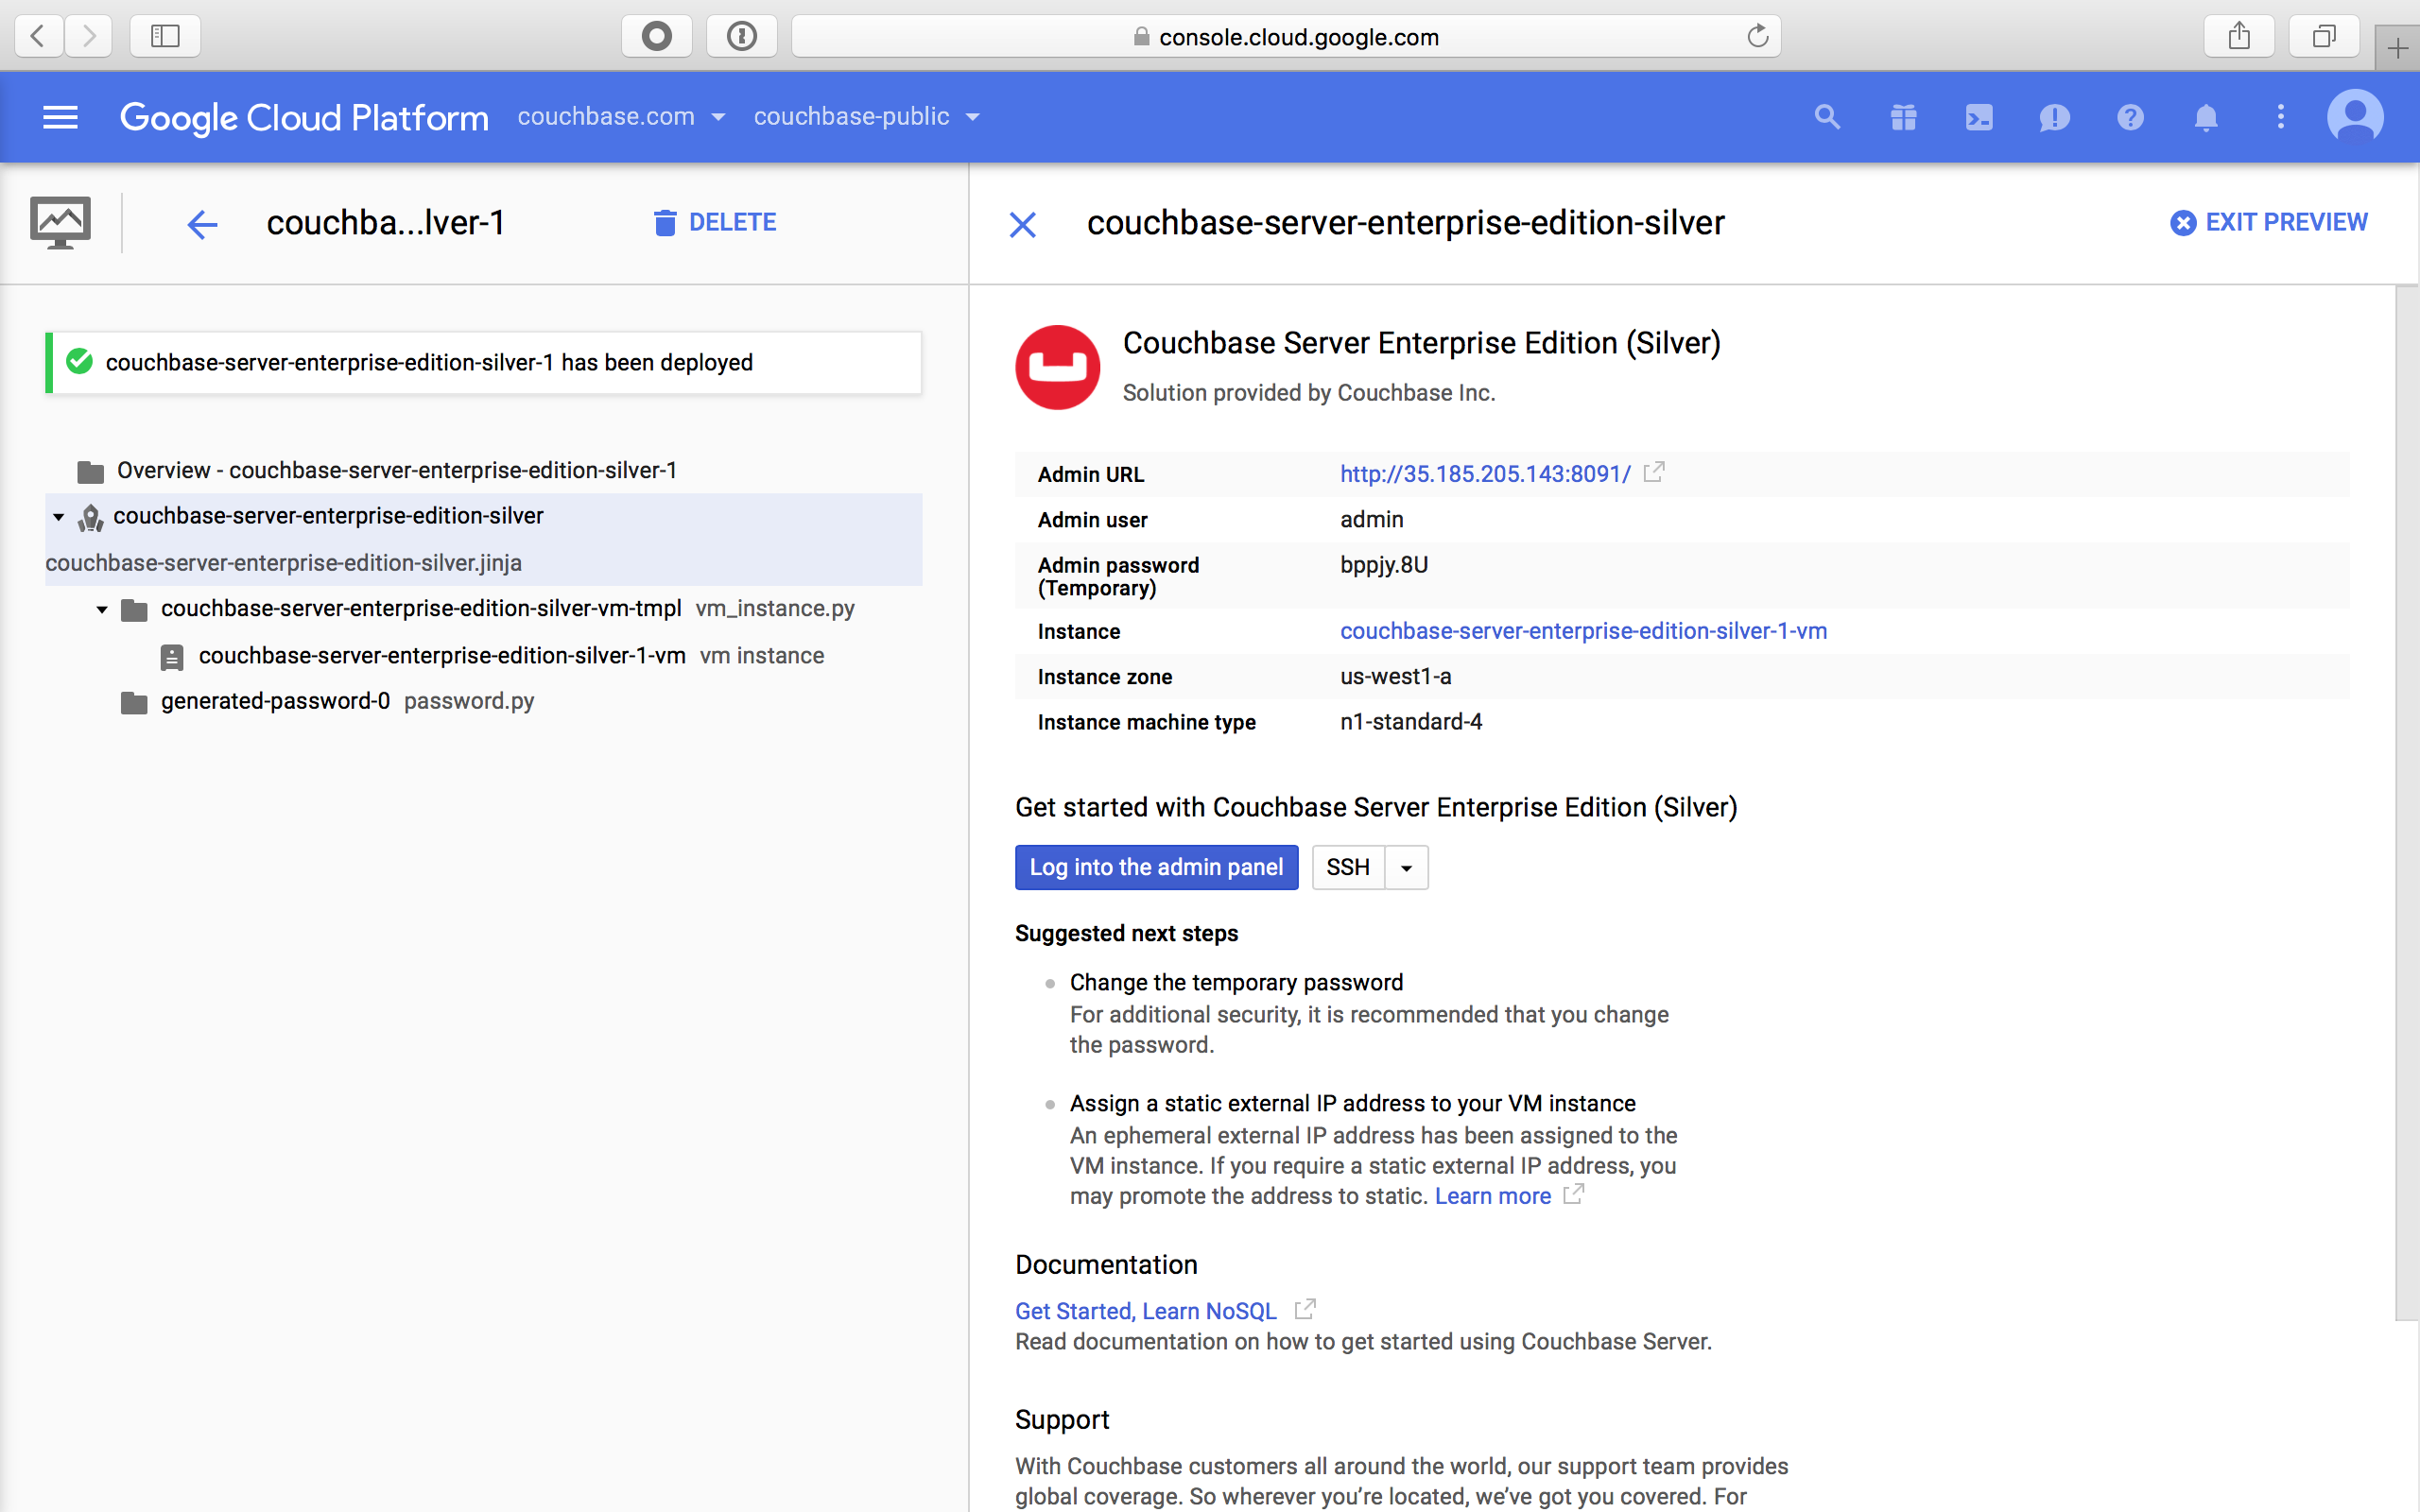 console.cloud.google.com
Google Cloud Platform couchbase.com couchbase-public
couchba...lver-1 DELETE
couchbase-server-enterprise-edition-silver EXIT PREVIEW
couchbase-server-enterprise-edition-silver-1 has been deployed
Overview - couchbase-server-enterprise-edition-silver-1
couchbase-server-enterprise-edition-silver
couchbase-server-enterprise-edition-silver.jinja
couchbase-server-enterprise-edition-silver-vm-tmpl vm_instance.py
couchbase-server-enterprise-edition-silver-1-vm vm instance
generated-password-0 password.py
Couchbase Server Enterprise Edition (Silver)
Solution provided by Couchbase Inc.
Admin URL http://35.185.205.143:8091/
Admin user admin
Admin password bppjy.8U
(Temporary)
Instance couchbase-server-enterprise-edition-silver-1-vm
Instance zone us-west1-a
Instance machine type n1-standard-4
Get started with Couchbase Server Enterprise Edition (Silver)
Log into the admin panel SSH
Suggested next steps
Change the temporary password
For additional security, it is recommended that you change
the password.
Assign a static external IP address to your VM instance
An ephemeral external IP address has been assigned to the
VM instance. If you require a static external IP address, you
may promote the address to static. Learn more
Documentation
Get Started, Learn NoSQL
Read documentation on how to get started using Couchbase Server.
Support
With Couchbase customers all around the world, our support team provides
global coverage. So wherever you're located, we've got you covered. For